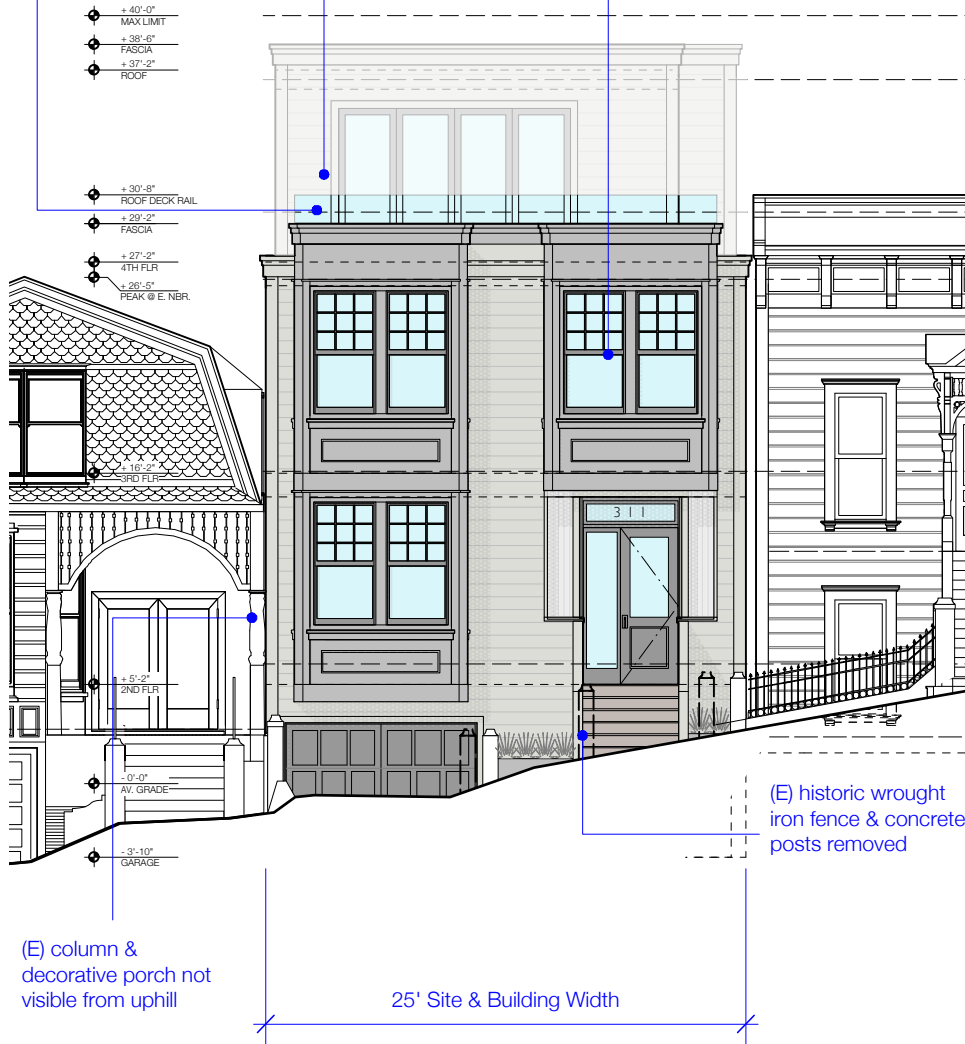 + 40'-0"
MAX LIMIT
+ 38'-6"
FASCIA
+ 37'-2"
ROOF
+ 30'-8"
ROOF DECK RAIL
+ 29'-2"
FASCIA
+ 27'-2"
4TH FLR
+ 26'-5"
PEAK @ E. NBR.
+ 16'-2"
3RD FLR
311
+ 5'-2"
2ND FLR
- 0'-0"
AV. GRADE
- 3'-10"
GARAGE
(E) historic wrought
iron fence & concrete
posts removed
(E) column &
decorative porch not
visible from uphill
25' Site & Building Width